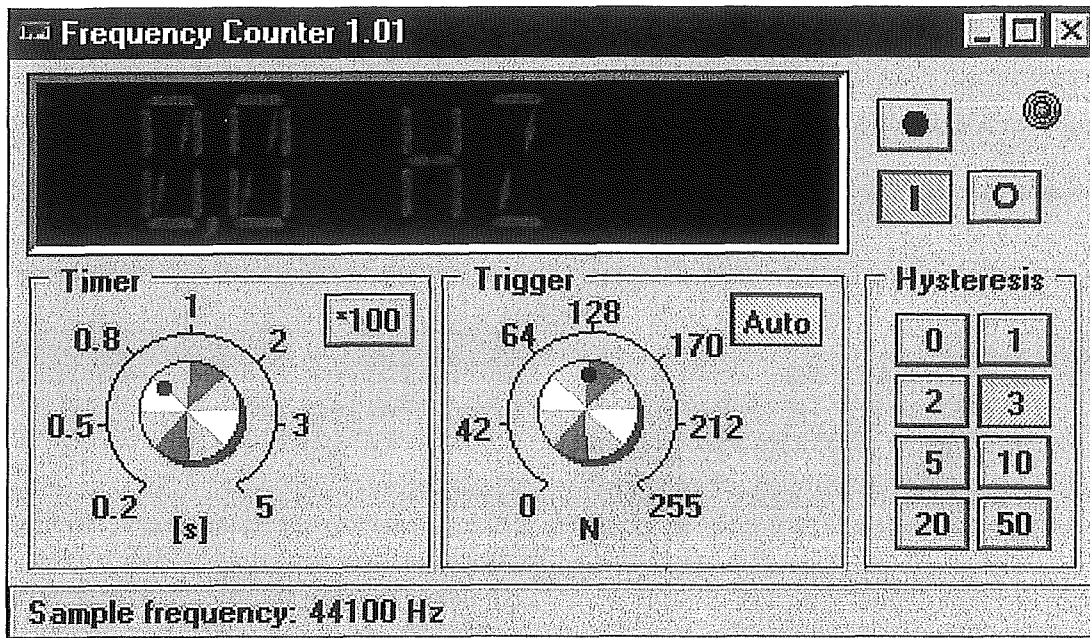 Frequency Counter 1.01
0,0 HZ
Timer
*100
0.2
0.5
0.8
1
2
3
5
[s]
Trigger
Auto
0
42
64
128
170
212
255
N
Hysteresis
0 1
2 3
5 10
20 50
I O
Sample frequency: 44100 Hz